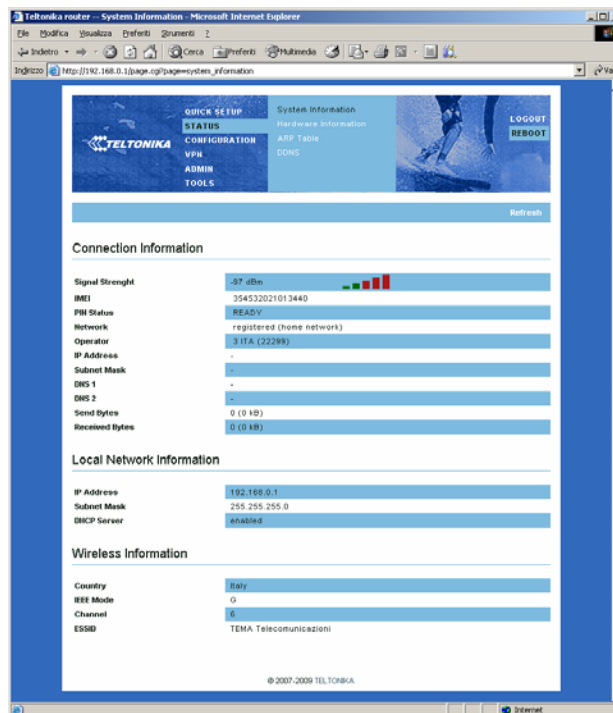 Teltonika router -- System Information - Microsoft Internet Explorer
File Modifica Visualizza Preferiti Strumenti ?
Indietro Cerca Preferiti Multimedia
Indirizzo http://192.168.0.1/page.cgi?page=system_information Va
TELTONIKA
QUICK SETUP
STATUS
CONFIGURATION
VPN
ADMIN
TOOLS
System Information
Hardware Information
ARP Table
DDNS
LOGOUT
REBOOT
Refresh
Connection Information
Signal Strenght -97 dBm
IMEI 354532021013440
PIN Status READY
Network registered (home network)
Operator 3 ITA (22299)
IP Address -
Subnet Mask -
DNS 1 -
DNS 2 -
Send Bytes 0 (0 kB)
Received Bytes 0 (0 kB)
Local Network Information
IP Address 192.168.0.1
Subnet Mask 255.255.255.0
DHCP Server enabled
Wireless Information
Country Italy
IEEE Mode G
Channel 6
ESSID TEMA Telecomunicazioni
© 2007-2009 TELTONIKA
Internet